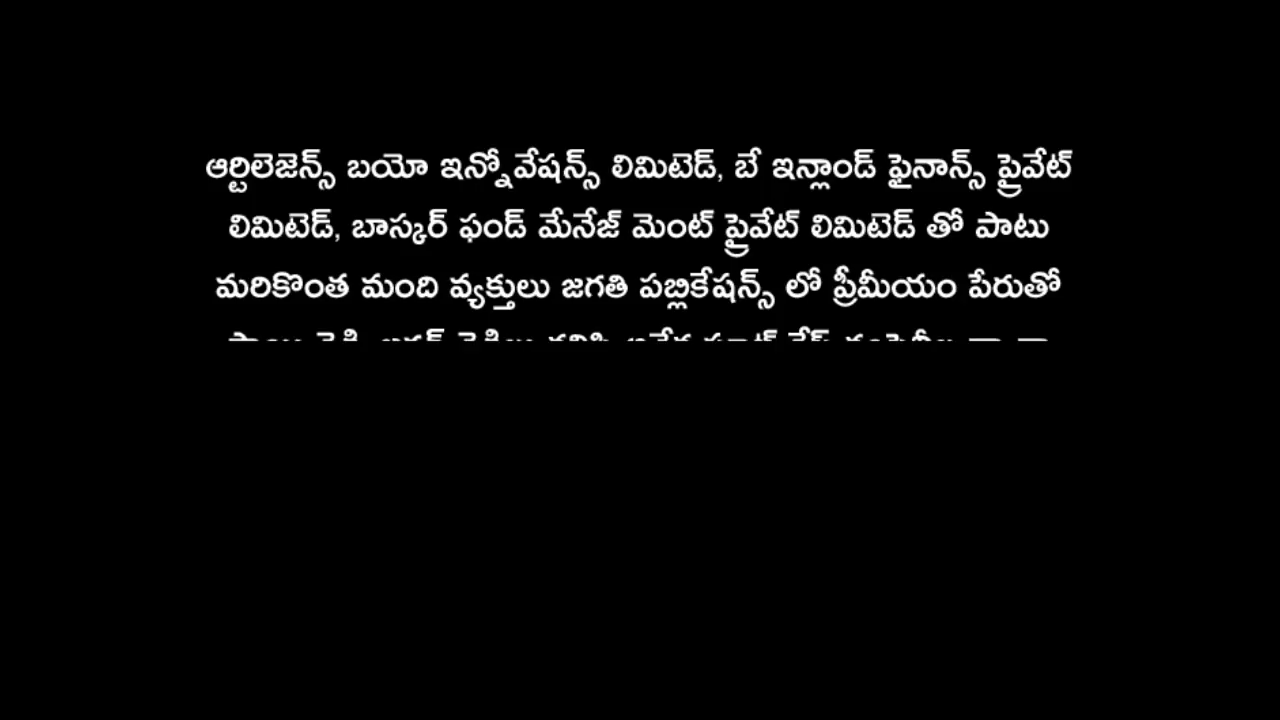 ఆర్టిలెజెన్స్ బయో ఇన్నోవేషన్స్ లిమిటెడ్, బే ఇన్లాండ్ ఫైనాన్స్ ప్రైవేట్
లిమిటెడ్, బాస్కర్ ఫండ్ మేనేజ్ మెంట్ ప్రైవేట్ లిమిటెడ్ తో పాటు
మరికొంత మంది వ్యక్తులు జగతి పబ్లికేషన్స్ లో ప్రీమీయం పేరుతో